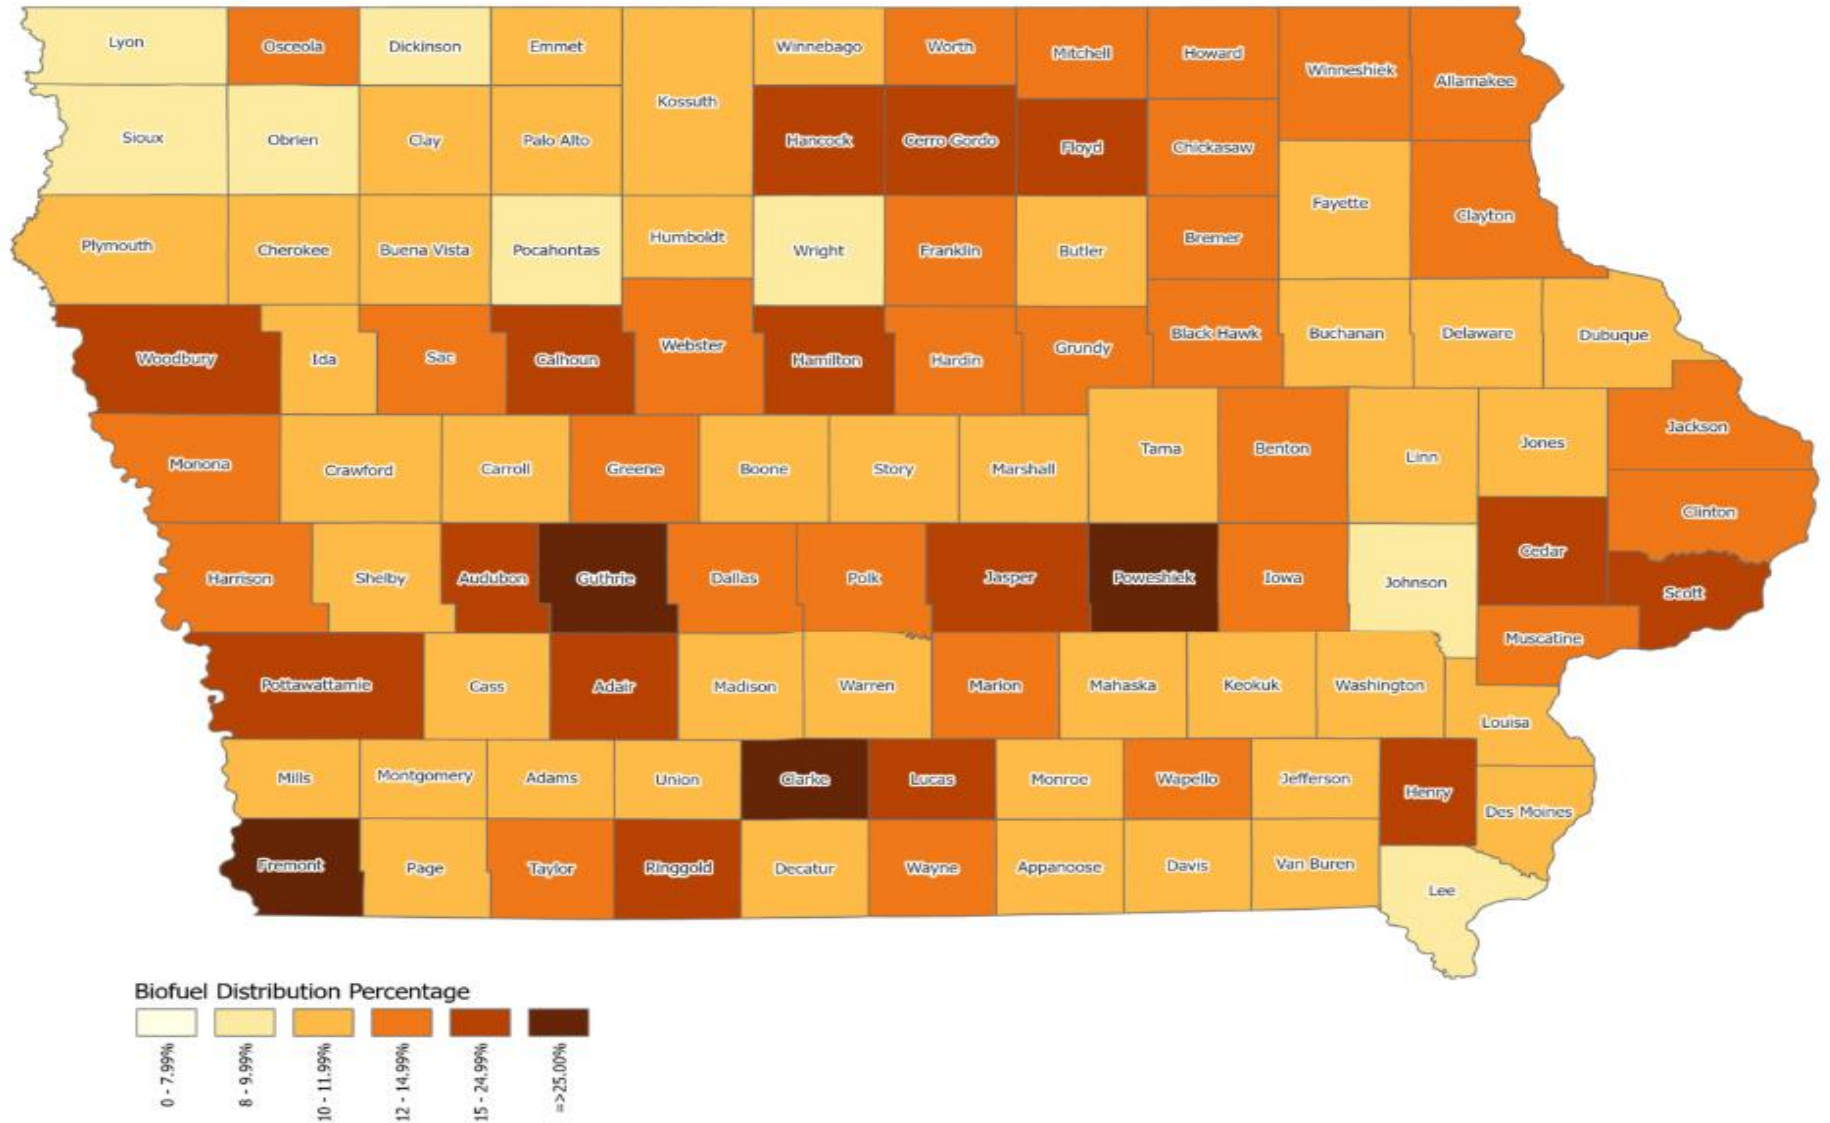 Lyon
Osceola
Dickinson
Emmet
Kossuth
Winnebago
Worth
Mitchell
Howard
Winneshiek
Allamakee
Sioux
Obrien
Clay
Palo Alto
Hancock
Cerro Gordo
Floyd
Chickasaw
Fayette
Clayton
Plymouth
Cherokee
Buena Vista
Pocahontas
Humboldt
Wright
Franklin
Butler
Bremer
Woodbury
Ida
Sac
Calhoun
Webster
Hamilton
Hardin
Grundy
Black Hawk
Buchanan
Delaware
Dubuque
Monona
Crawford
Carroll
Greene
Boone
Story
Marshall
Tama
Benton
Linn
Jones
Jackson
Clinton
Harrison
Shelby
Audubon
Guthrie
Dallas
Polk
Jasper
Poweshiek
Iowa
Johnson
Cedar
Scott
Muscatine
Pottawattamie
Cass
Adair
Madison
Warren
Marion
Mahaska
Keokuk
Washington
Louisa
Mills
Montgomery
Adams
Union
Clarke
Lucas
Monroe
Wapello
Jefferson
Henry
Des Moines
Fremont
Page
Taylor
Ringgold
Decatur
Wayne
Appanoose
Davis
Van Buren
Lee
Biofuel Distribution Percentage
0 - 7.99%
8 - 9.99%
10 - 11.99%
12 - 14.99%
15 - 24.99%
=>25.00%